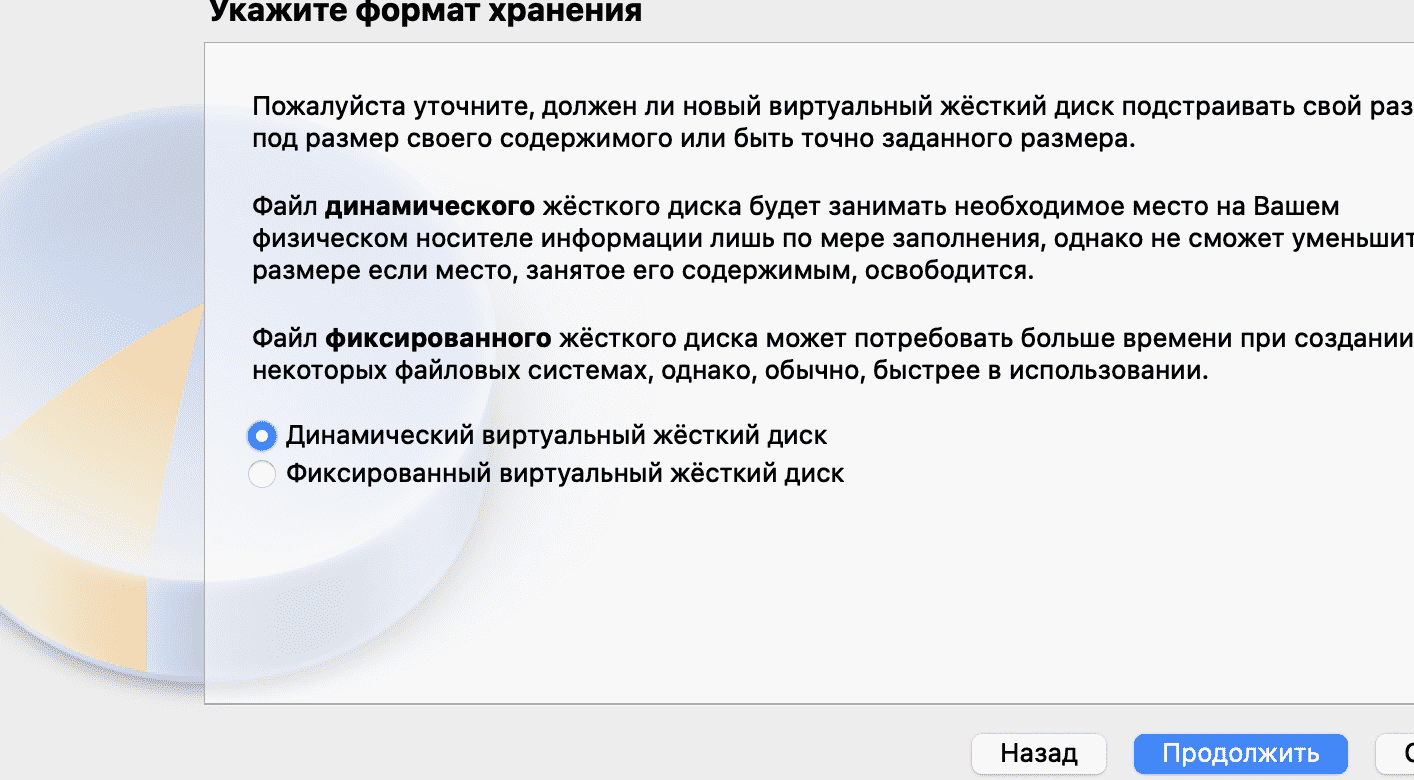 Укажите формат хранения
Пожалуйста уточните, должен ли новый виртуальный жёсткий диск подстраивать свой раз
под размер своего содержимого или быть точно заданного размера.
Файл динамического жёсткого диска будет занимать необходимое место на Вашем
физическом носителе информации лишь по мере заполнения, однако не сможет уменьшит
размере если место, занятое его содержимым, освободится.
Файл фиксированного жёсткого диска может потребовать больше времени при создании
некоторых файловых системах, однако, обычно, быстрее в использовании.
Динамический виртуальный жёсткий диск
Фиксированный виртуальный жёсткий диск
Назад Продолжить